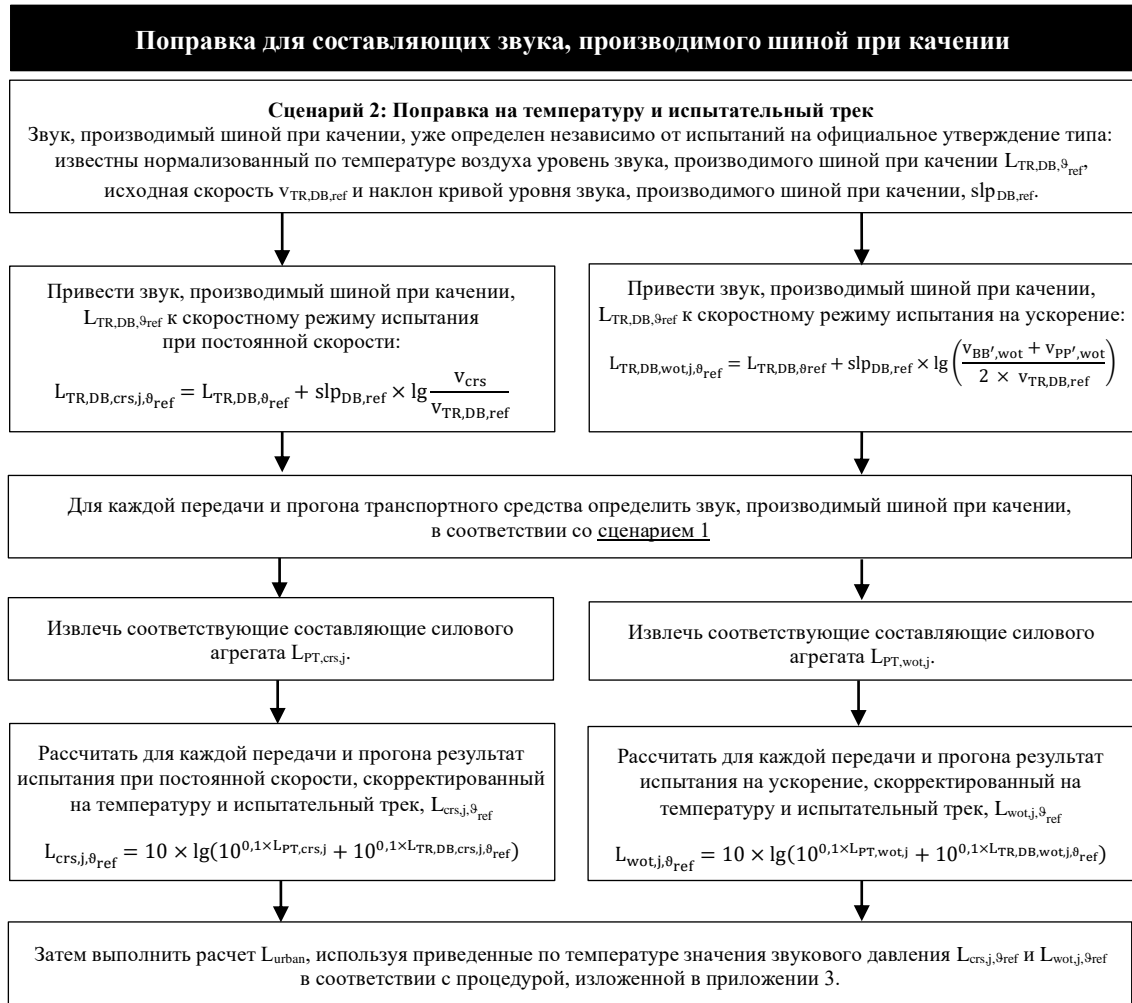 Поправка для составляющих звука, производимого шиной при качении
Сценарий 2: Поправка на температуру и испытательный трек
Звук, производимый шиной при качении, уже определен независимо от испытаний на официальное утверждение типа:
известны нормализованный по температуре воздуха уровень звука, производимого шиной при качении L_TR,DB,ϑref,
исходная скорость v_TR,DB,ref и наклон кривой уровня звука, производимого шиной при качении, slp_DB,ref.
Привести звук, производимый шиной при качении,
L_TR,DB,ϑref к скоростному режиму испытания
при постоянной скорости:
L_TR,DB,crs,j,ϑref = L_TR,DB,ϑref + slp_DB,ref × lg v_crs / v_TR,DB,ref
Привести звук, производимый шиной при качении,
L_TR,DB,ϑref к скоростному режиму испытания на ускорение:
L_TR,DB,wot,j,ϑref = L_TR,DB,ϑref + slp_DB,ref × lg ( (v_BB′,wot + v_PP′,wot) / (2 × v_TR,DB,ref) )
Для каждой передачи и прогона транспортного средства определить звук, производимый шиной при качении,
в соответствии со сценарием 1
Извлечь соответствующие составляющие силового
агрегата L_PT,crs,j.
Извлечь соответствующие составляющие силового
агрегата L_PT,wot,j.
Рассчитать для каждой передачи и прогона результат
испытания при постоянной скорости, скорректированный
на температуру и испытательный трек, L_crs,j,ϑref
L_crs,j,ϑref = 10 × lg(10^0,1×L_PT,crs,j + 10^0,1×L_TR,DB,crs,j,ϑref)
Рассчитать для каждой передачи и прогона результат
испытания на ускорение, скорректированный на
температуру и испытательный трек, L_wot,j,ϑref
L_wot,j,ϑref = 10 × lg(10^0,1×L_PT,wot,j + 10^0,1×L_TR,DB,wot,j,ϑref)
Затем выполнить расчет L_urban, используя приведенные по температуре значения звукового давления L_crs,j,ϑref и L_wot,j,ϑref
в соответствии с процедурой, изложенной в приложении 3.